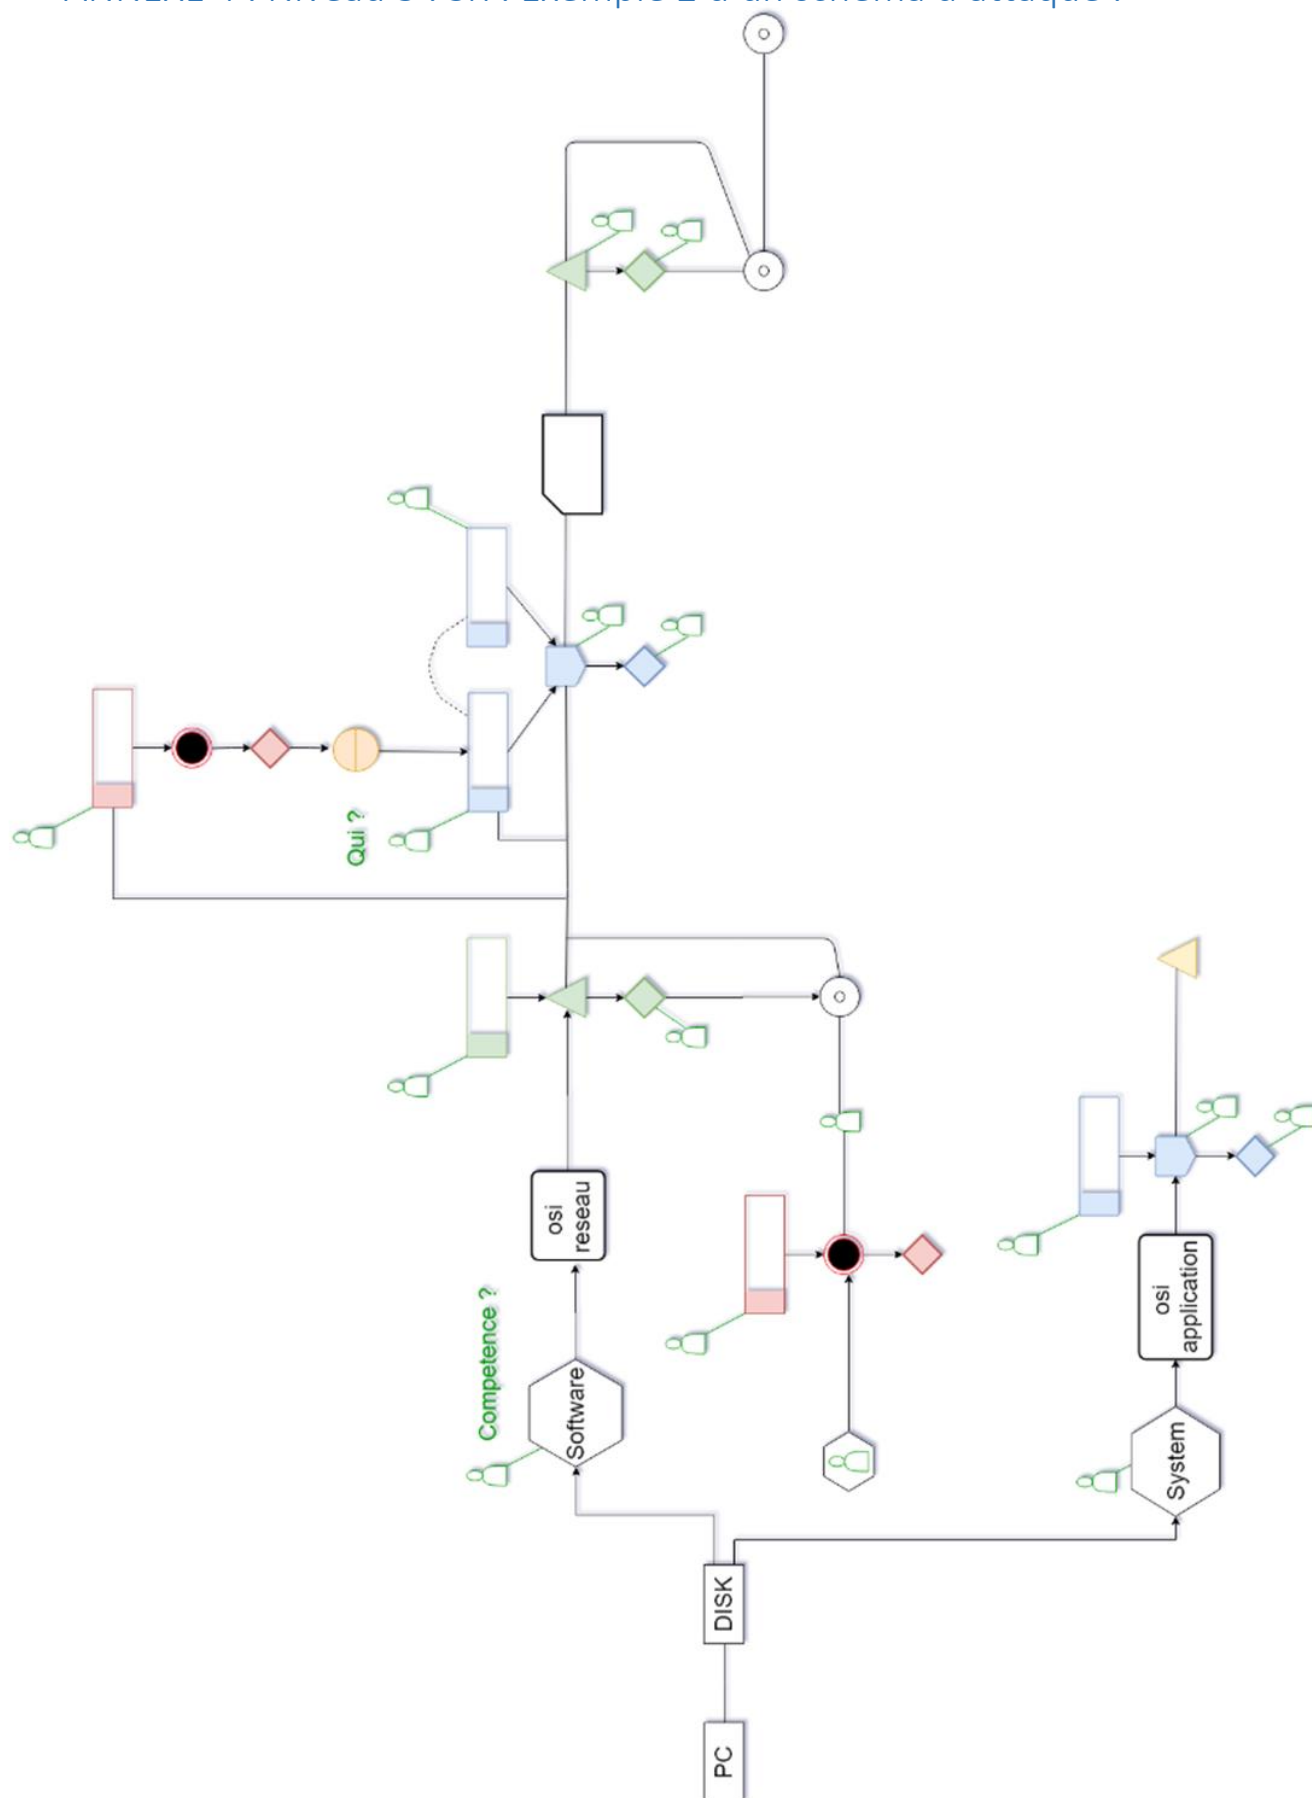 Qui ?
Competence ?
osi
reseau
Software
osi
application
System
DISK
PC